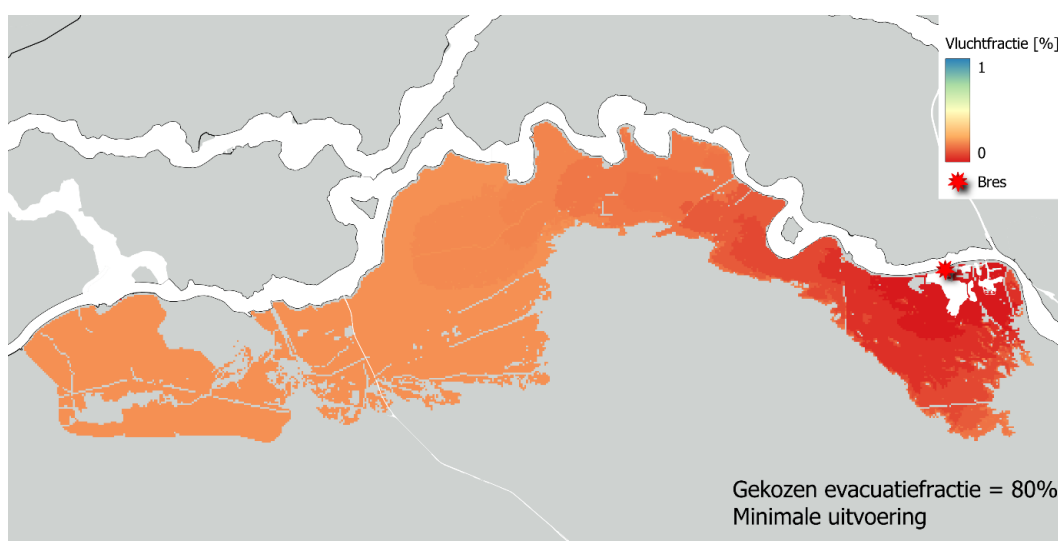 Vluchtfractie [%]
1
0
Bres
Gekozen evacuatiefractie = 80%
Minimale uitvoering